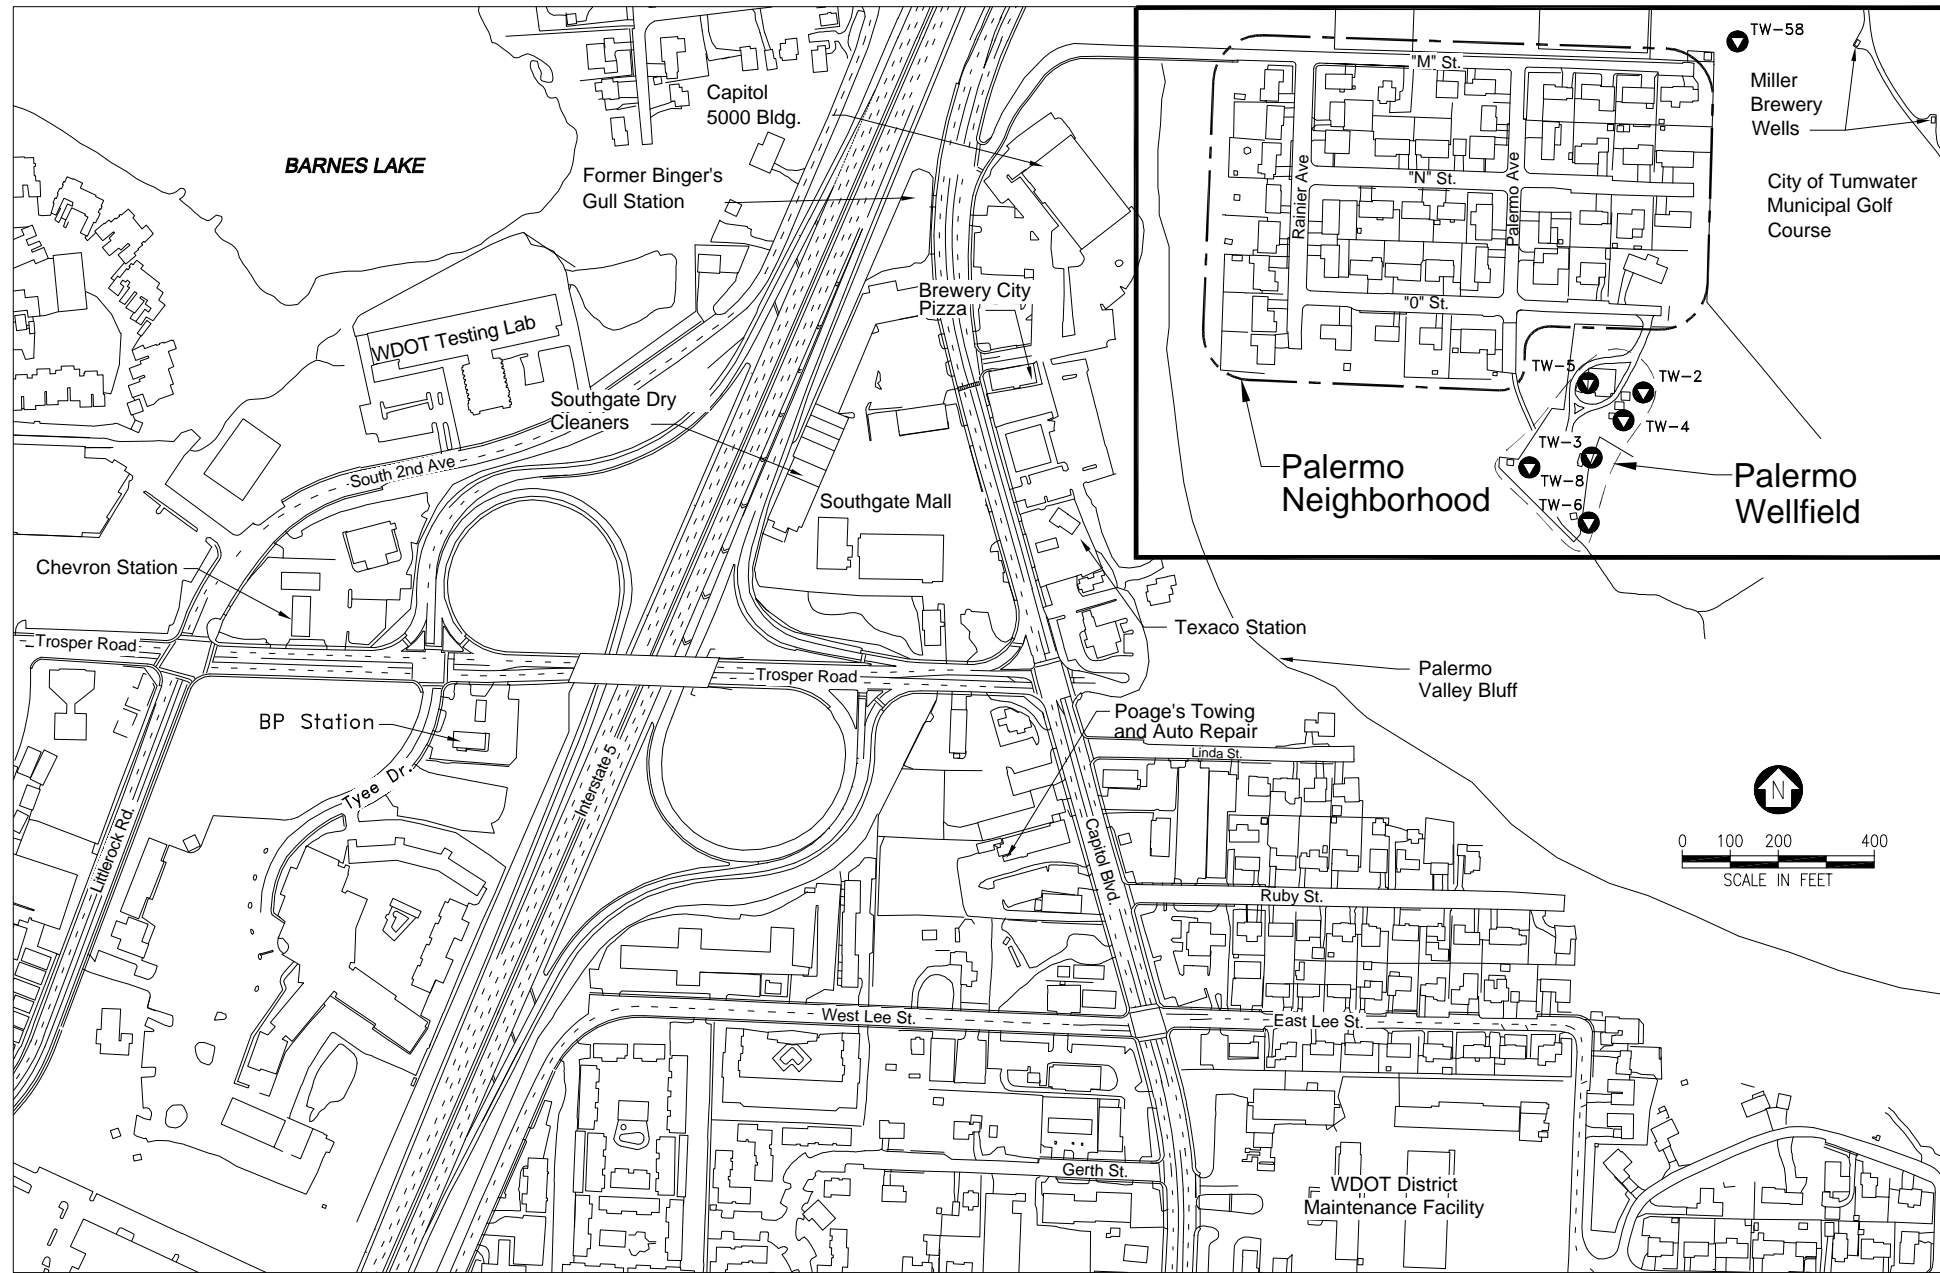 TW-58
"M" St.
Miller
Brewery
Wells
Capitol
5000 Bldg.
BARNES LAKE
Former Binger's
Gull Station
Rainier Ave
"N" St.
Palermo Ave
City of Tumwater
Municipal Golf
Course
Brewery City
Pizza
"O" St.
WDOT Testing Lab
TW-5
TW-2
Southgate Dry
Cleaners
TW-4
TW-3
South 2nd Ave
Palermo
Neighborhood
TW-8
TW-6
Palermo
Wellfield
Southgate Mall
Chevron Station
Texaco Station
Trosper Road
Trosper Road
Palermo
Valley Bluff
BP Station
Poage's Towing
and Auto Repair
Linda St.
Tyee Dr.
Interstate 5
N
Littlerock Rd.
Capitol Blvd.
0 100 200 400
SCALE IN FEET
Ruby St.
West Lee St.
East Lee St.
Gerth St.
WDOT District
Maintenance Facility